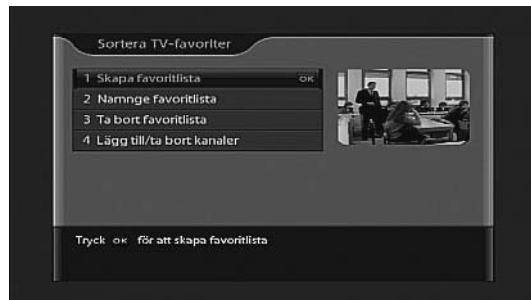 Sortera TV-favoriter
1 Skapa favoritlista OK
2 Namnge favoritlista
3 Ta bort favoritlista
4 Lägg till/ta bort kanaler
Tryck OK för att skapa favoritlista